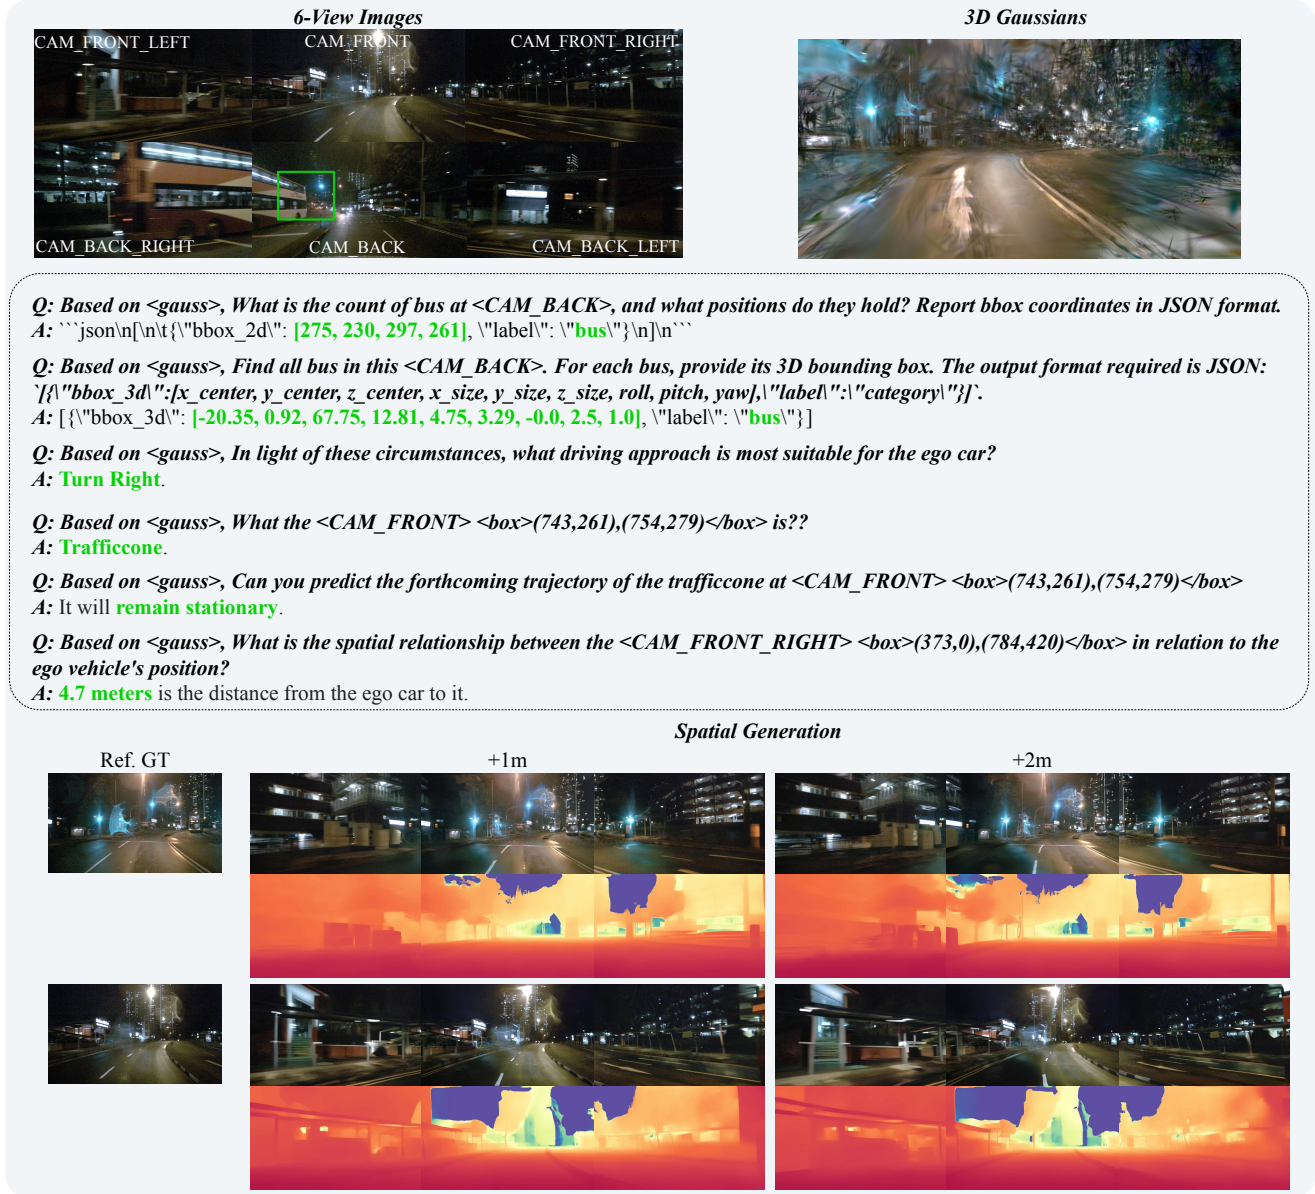 6-View Images
3D Gaussians
CAM_FRONT_LEFT
CAM_FRONT
CAM_FRONT_RIGHT
CAM_BACK_RIGHT
CAM_BACK
CAM_BACK_LEFT
Q: Based on <gauss>, What is the count of bus at <CAM_BACK>, and what positions do they hold? Report bbox coordinates in JSON format.
A: ```json\n[\n\t{\"bbox_2d\": [275, 230, 297, 261], \"label\": \"bus\"}\n]\n```
Q: Based on <gauss>, Find all bus in this <CAM_BACK>. For each bus, provide its 3D bounding box. The output format required is JSON:
`[{\"bbox_3d\":[x_center, y_center, z_center, x_size, y_size, z_size, roll, pitch, yaw],\"label\":\"category\"}]`.
A: [{\"bbox_3d\": [-20.35, 0.92, 67.75, 12.81, 4.75, 3.29, -0.0, 2.5, 1.0], \"label\": \"bus\"}]
Q: Based on <gauss>, In light of these circumstances, what driving approach is most suitable for the ego car?
A: Turn Right.
Q: Based on <gauss>, What the <CAM_FRONT> <box>(743,261),(754,279)</box> is??
A: Trafficcone.
Q: Based on <gauss>, Can you predict the forthcoming trajectory of the trafficcone at <CAM_FRONT> <box>(743,261),(754,279)</box>
A: It will remain stationary.
Q: Based on <gauss>, What is the spatial relationship between the <CAM_FRONT_RIGHT> <box>(373,0),(784,420)</box> in relation to the
ego vehicle's position?
A: 4.7 meters is the distance from the ego car to it.
Spatial Generation
Ref. GT
+1m
+2m